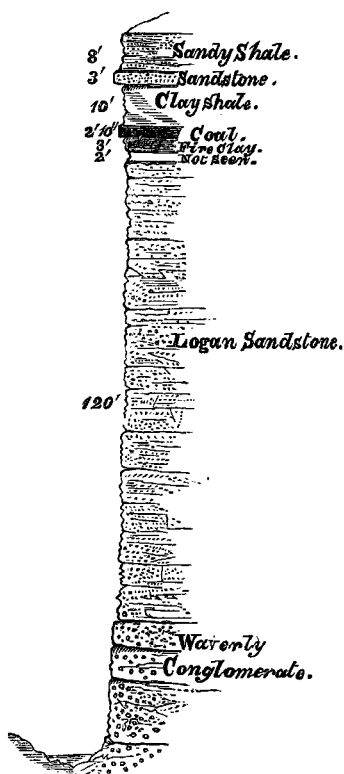 8' Sandy Shale.
3' Sandstone.
10' Clay shale.
2'10" Coal.
3' Fire Clay.
2' Not Seen.
Logan Sandstone.
120'
Waverly
Conglomerate.